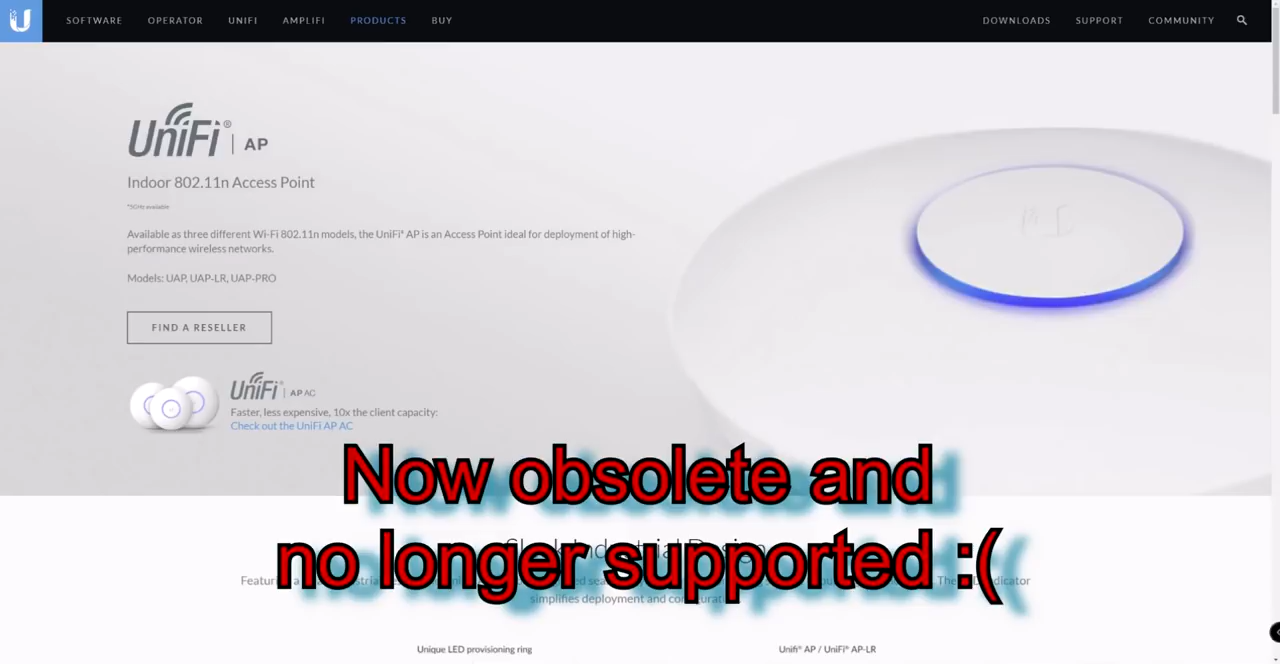 SOFTWARE OPERATOR UNIFI AMPLIFI PRODUCTS BUY DOWNLOADS SUPPORT COMMUNITY
UniFi® | AP
Indoor 802.11n Access Point
*5GHz available
Available as three different Wi-Fi 802.11n models, the UniFi® AP is an Access Point ideal for deployment of high-
performance wireless networks.
Models: UAP, UAP-LR, UAP-PRO
FIND A RESELLER
UniFi® | AP AC
Faster, less expensive, 10x the client capacity:
Check out the UniFi AP AC
Now obsolete and
no longer supported :(
Design
Featuring
simplifies deployment and
Unique LED provisioning ring
Unifi® AP / UniFi® AP-LR